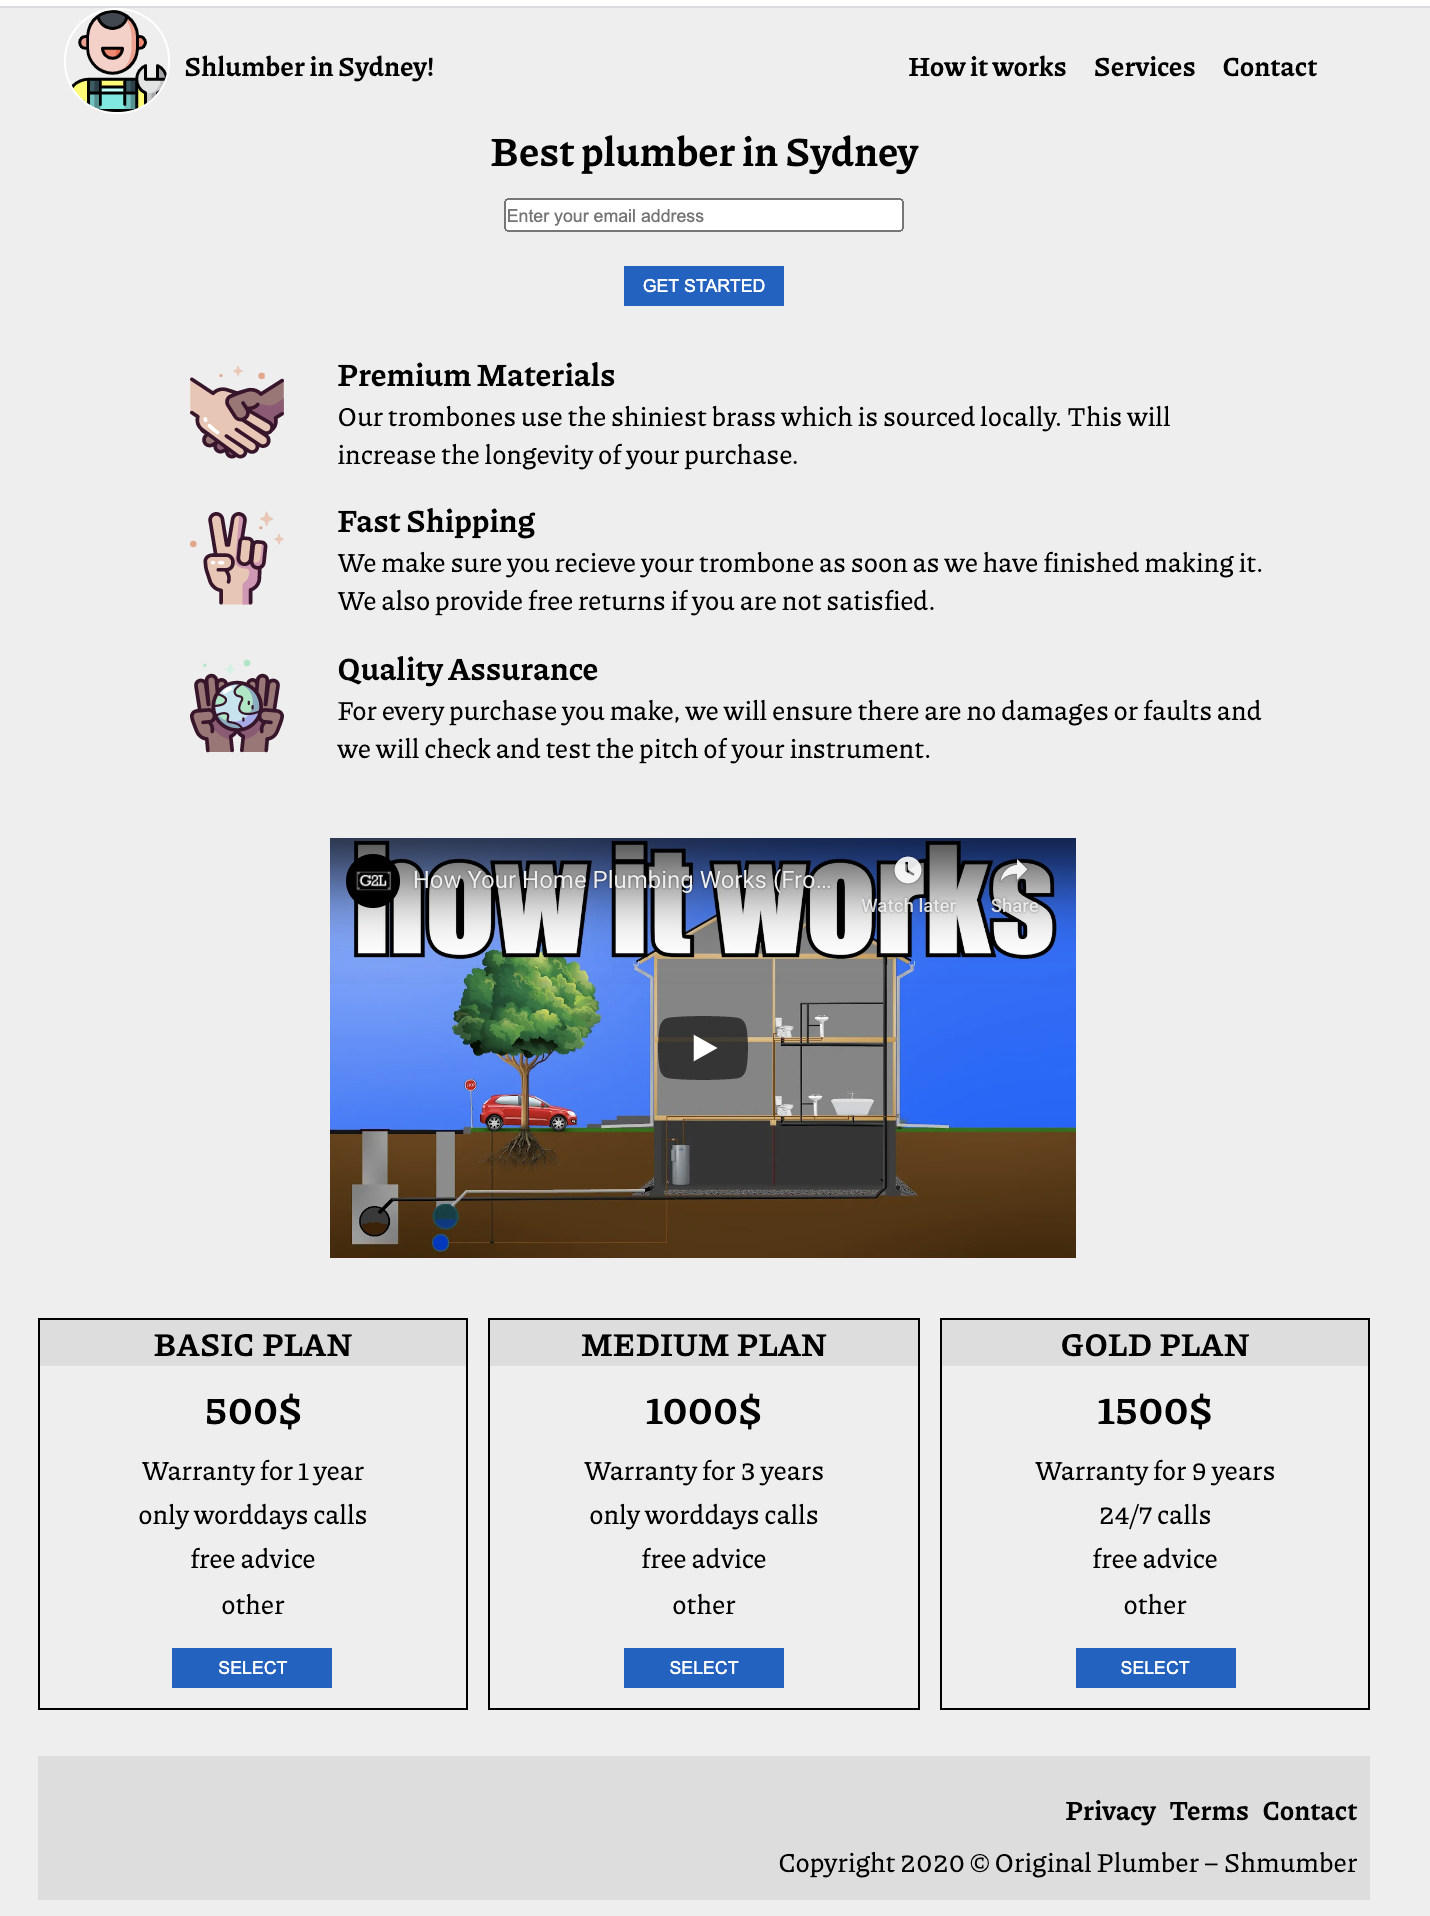 Shlumber in Sydney!
How it works Services Contact
Best plumber in Sydney
Enter your email address
GET STARTED
Premium Materials
Our trombones use the shiniest brass which is sourced locally. This will
increase the longevity of your purchase.
Fast Shipping
We make sure you recieve your trombone as soon as we have finished making it.
We also provide free returns if you are not satisfied.
Quality Assurance
For every purchase you make, we will ensure there are no damages or faults and
we will check and test the pitch of your instrument.
how it works
G2L
How Your Home Plumbing Works (Fro...
Watch later
Share
BASIC PLAN
500$
Warranty for 1 year
only worddays calls
free advice
other
SELECT
MEDIUM PLAN
1000$
Warranty for 3 years
only worddays calls
free advice
other
SELECT
GOLD PLAN
1500$
Warranty for 9 years
24/7 calls
free advice
other
SELECT
Privacy Terms Contact
Copyright 2020 © Original Plumber – Shmumber